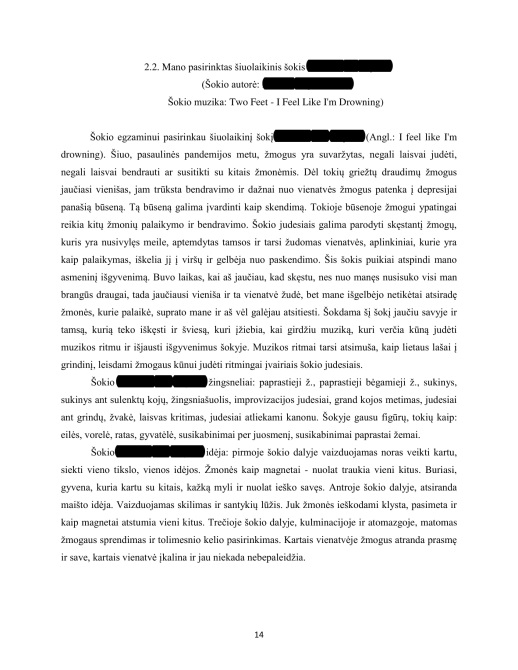 2.2. Mano pasirinktas šiuolaikinis šokis
(Šokio autorė:
Šokio muzika: Two Feet - I Feel Like I'm Drowning)
Šokio egzaminui pasirinkau šiuolaikinį šokį (Angl.: I feel like I'm
drowning). Šiuo, pasaulinės pandemijos metu, žmogus yra suvaržytas, negali laisvai judėti,
negali laisvai bendrauti ar susitikti su kitais žmonėmis. Dėl tokių griežtų draudimų žmogus
jaučiasi vienišas, jam trūksta bendravimo ir dažnai nuo vienatvės žmogus patenka į depresijai
panašią būseną. Tą būseną galima įvardinti kaip skendimą. Tokioje būsenoje žmogui ypatingai
reikia kitų žmonių palaikymo ir bendravimo. Šokio judesiais galima parodyti skęstantį žmogų,
kuris yra nusivylęs meile, aptemdytas tamsos ir tarsi žudomas vienatvės, aplinkiniai, kurie yra
kaip palaikymas, iškelia jį į viršų ir gelbėja nuo paskendimo. Šis šokis puikiai atspindi mano
asmeninį išgyvenimą. Buvo laikas, kai aš jaučiau, kad skęstu, nes nuo manęs nusisuko visi man
brangūs draugai, tada jaučiausi vieniša ir ta vienatvė žudė, bet mane išgelbėjo netikėtai atsiradę
žmonės, kurie palaikė, suprato mane ir aš vėl galėjau atsitiesti. Šokdama šį šokį jaučiu savyje ir
tamsą, kurią teko iškęsti ir šviesą, kuri įžiebia, kai girdžiu muziką, kuri verčia kūną judėti
muzikos ritmu ir išjausti išgyvenimus šokyje. Muzikos ritmai tarsi atsimuša, kaip lietaus lašai į
grindinį, leisdami žmogaus kūnui judėti ritmingai įvairiais šokio judesiais.
Šokio žingsneliai: paprastieji ž., paprastieji bėgamieji ž., sukinys,
sukinys ant sulenktų kojų, žingsniašuolis, improvizacijos judesiai, grand kojos metimas, judesiai
ant grindų, žvakė, laisvas kritimas, judesiai atliekami kanonu. Šokyje gausu figūrų, tokių kaip:
eilės, vorelė, ratas, gyvatėlė, susikabinimai per juosmenį, susikabinimai paprastai žemai.
Šokio idėja: pirmoje šokio dalyje vaizduojamas noras veikti kartu,
siekti vieno tikslo, vienos idėjos. Žmonės kaip magnetai - nuolat traukia vieni kitus. Buriasi,
gyvena, kuria kartu su kitais, kažką myli ir nuolat ieško savęs. Antroje šokio dalyje, atsiranda
maišto idėja. Vaizduojamas skilimas ir santykių lūžis. Juk žmonės ieškodami klysta, pasimeta ir
kaip magnetai atstumia vieni kitus. Trečioje šokio dalyje, kulminacijoje ir atomazgoje, matomas
žmogaus sprendimas ir tolimesnio kelio pasirinkimas. Kartais vienatvėje žmogus atranda prasmę
ir save, kartais vienatvė įkalina ir jau niekada nebepaleidžia.
14